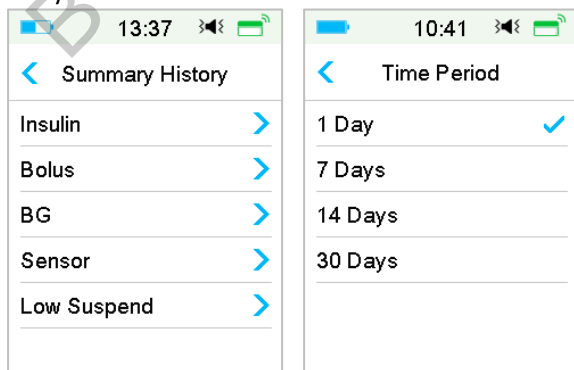 13:37
Summary History
Insulin
Bolus
BG
Sensor
Low Suspend
10:41
Time Period
1 Day
7 Days
14 Days
30 Days